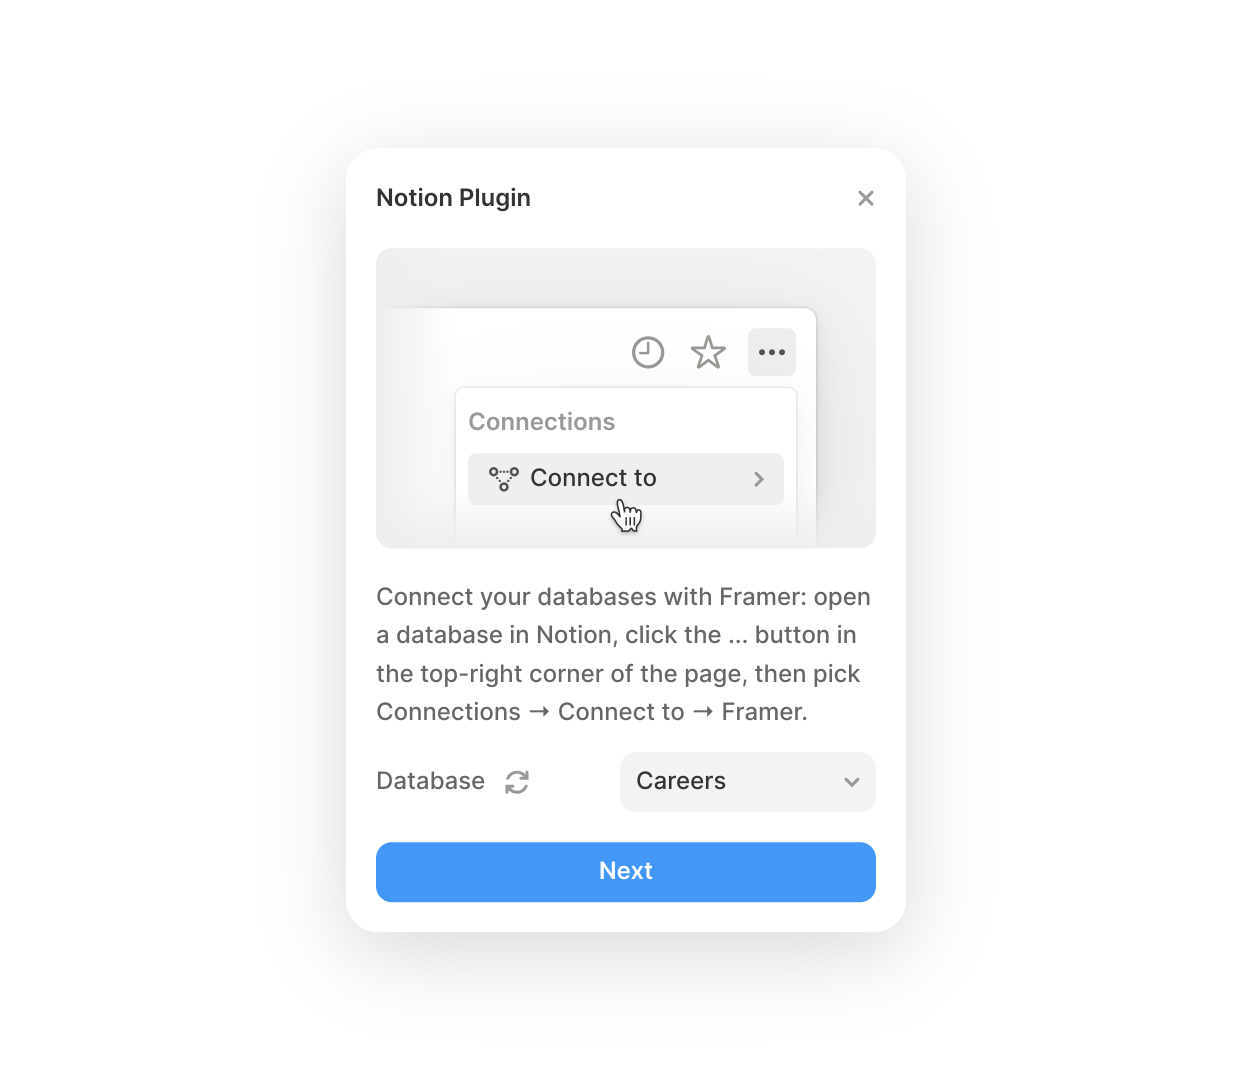 Notion Plugin
Connections
Connect to
Connect your databases with Framer: open
a database in Notion, click the ... button in
the top-right corner of the page, then pick
Connections → Connect to → Framer.
Database
Careers
Next